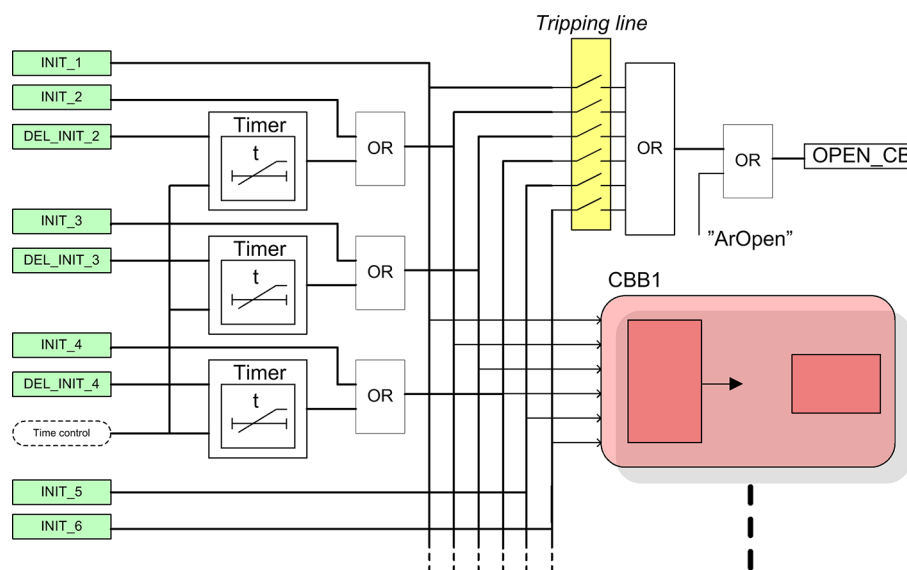 Tripping line
INIT_1
INIT_2
DEL_INIT_2
Timer
t
OR
OR
OR
OPEN_CB
"ArOpen"
INIT_3
DEL_INIT_3
Timer
t
OR
CBB1
INIT_4
DEL_INIT_4
Timer
t
OR
Time control
INIT_5
INIT_6